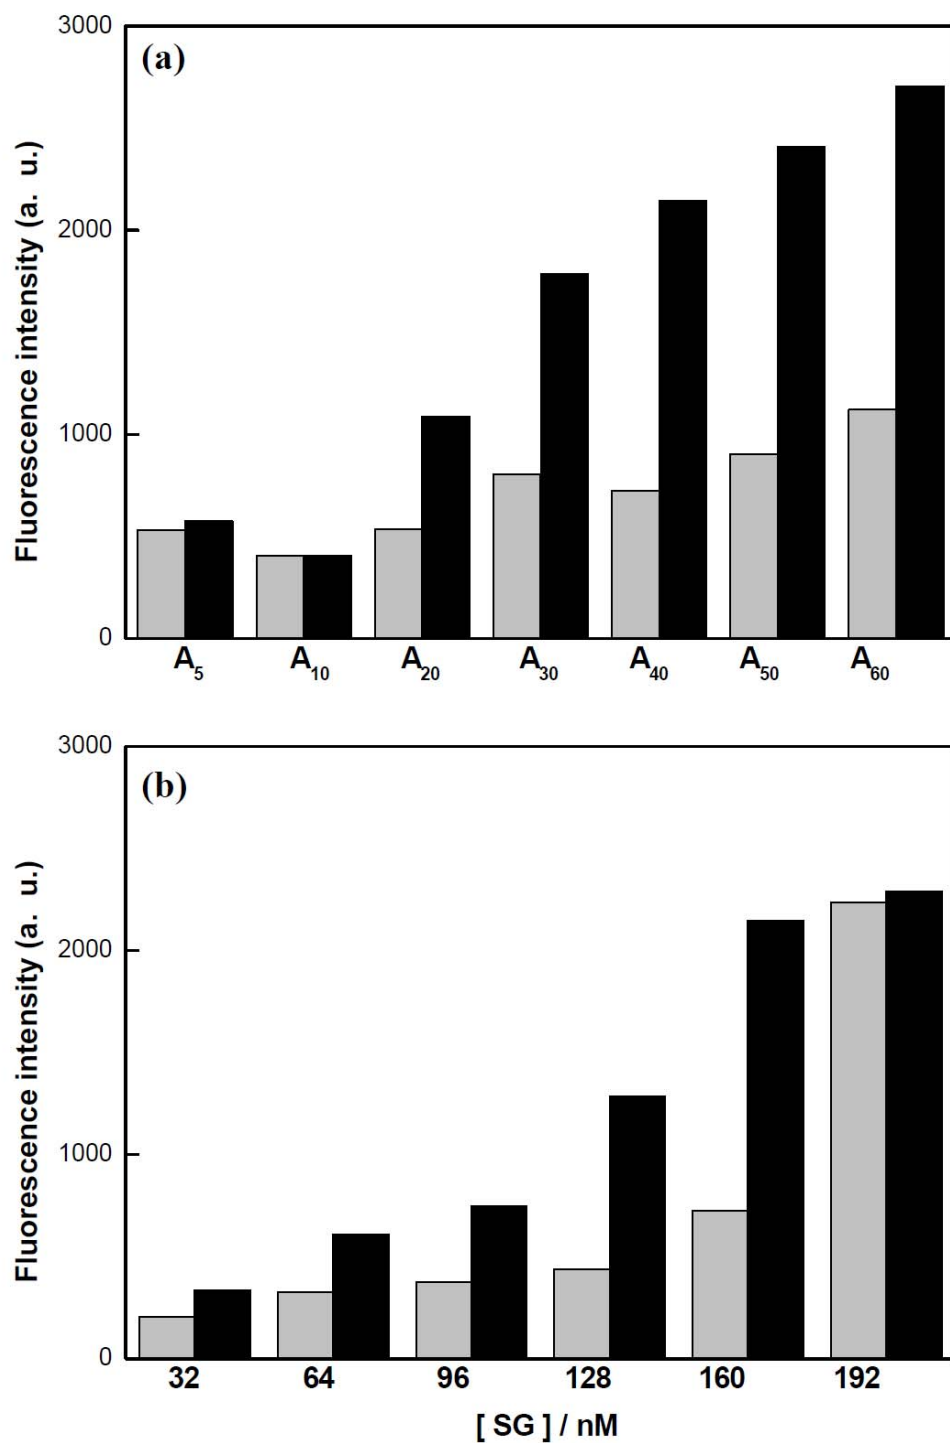 (a)
Fluorescence intensity (a. u.)
3000
2000
1000
0
A5 A10 A20 A30 A40 A50 A60
(b)
Fluorescence intensity (a. u.)
3000
2000
1000
0
32 64 96 128 160 192
[ SG ] / nM